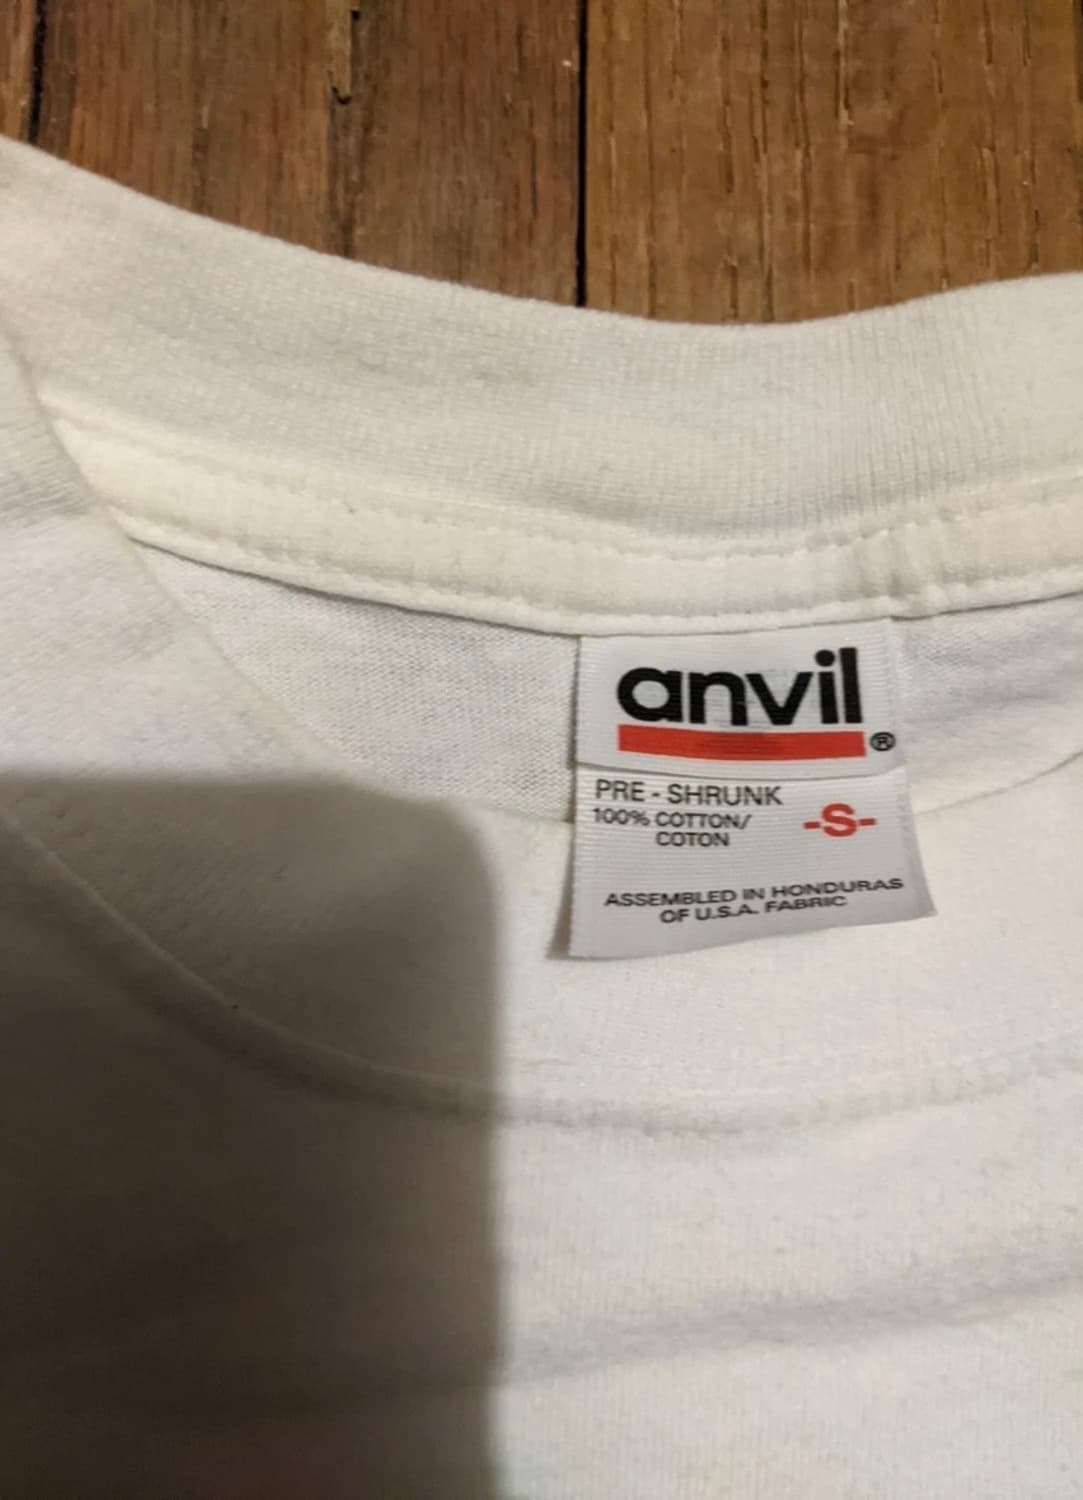 anvil®
PRE - SHRUNK
100% COTTON/
COTON
-S-
ASSEMBLED IN HONDURAS
OF U.S.A. FABRIC